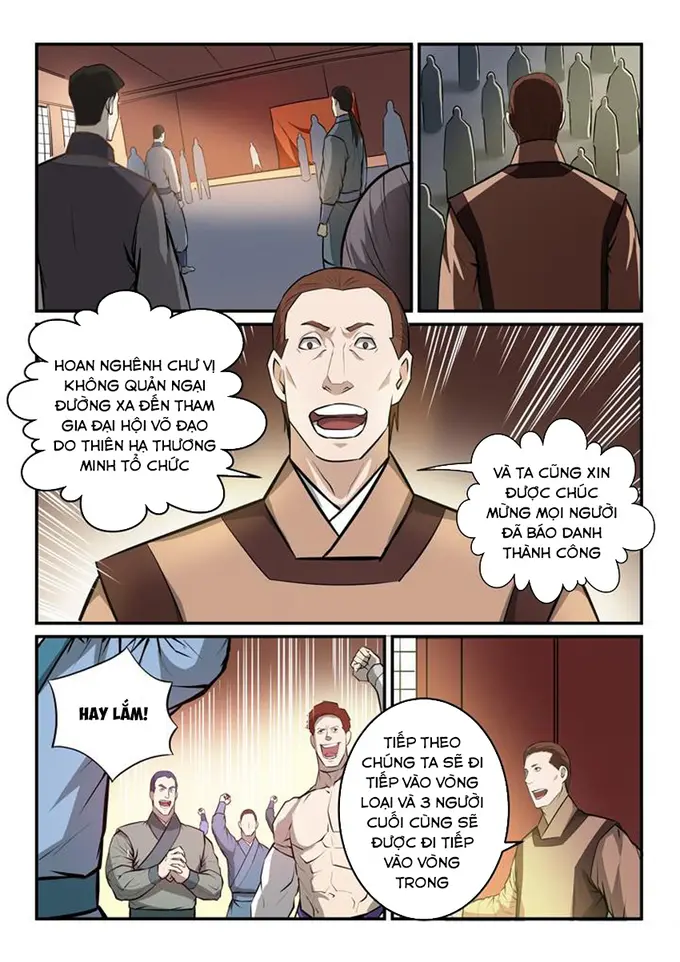 HOAN NGHÊNH CHƯ VỊ
KHÔNG QUẢN NGẠI
ĐƯỜNG XA ĐẾN THAM
GIA ĐẠI HỘI VÕ ĐẠO
DO THIÊN HẠ THƯƠNG
MINH TỔ CHỨC
VÀ TA CŨNG XIN
ĐƯỢC CHÚC
MỪNG MỌI NGƯỜI
ĐÃ BÁO DANH
THÀNH CÔNG
HAY LẮM!
TIẾP THEO
CHÚNG TA SẼ ĐI
TIẾP VÀO VÒNG
LOẠI VÀ 3 NGƯỜI
CUỐI CÙNG SẼ
ĐƯỢC ĐI TIẾP
VÀO VÒNG
TRONG